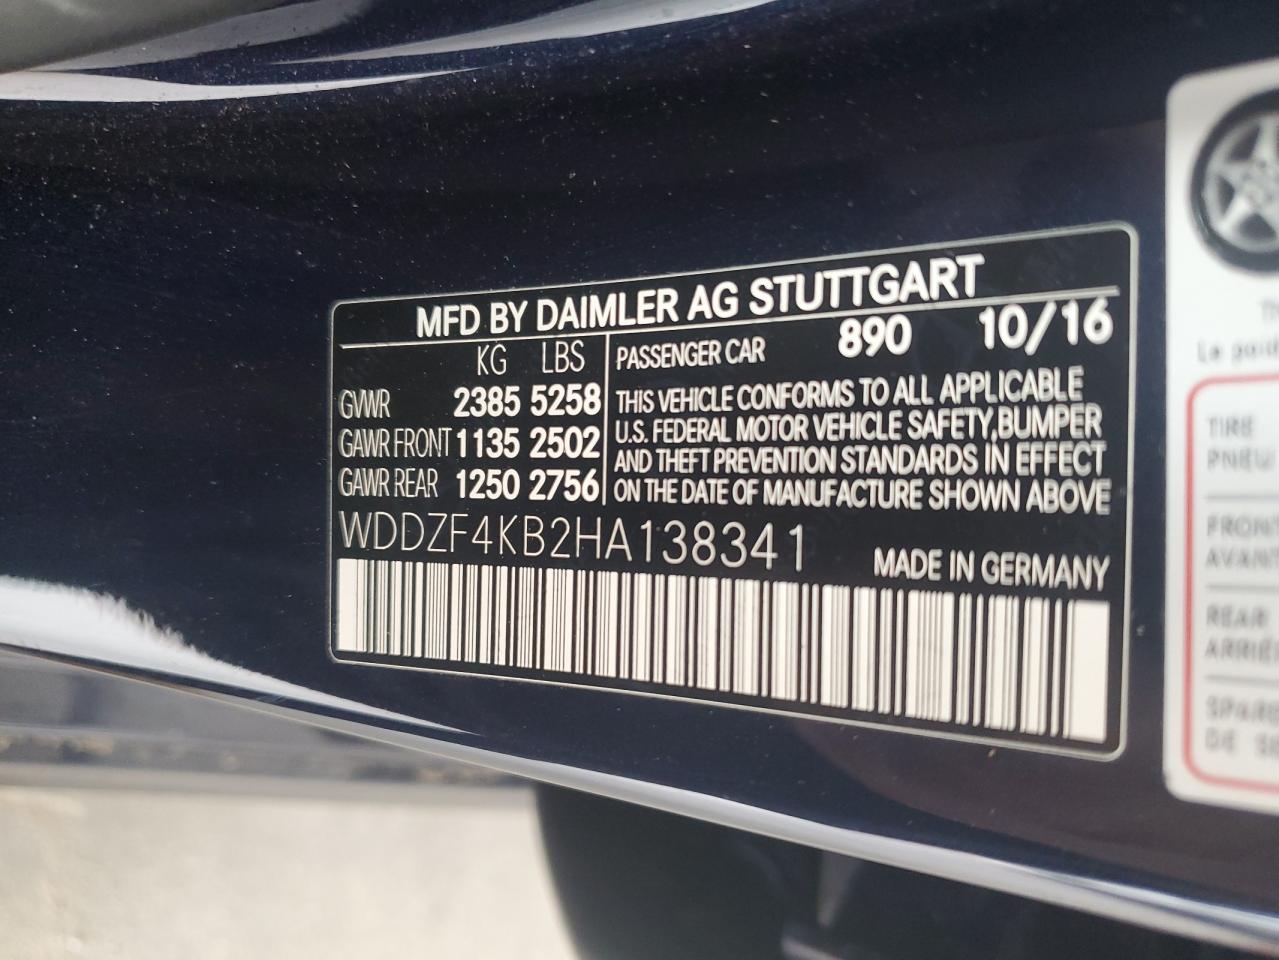 MFD BY DAIMLER AG STUTTGART
KG LBS
GVWR 2385 5258
GAWR FRONT 1135 2502
GAWR REAR 1250 2756
PASSENGER CAR 890 10/16
THIS VEHICLE CONFORMS TO ALL APPLICABLE
U.S. FEDERAL MOTOR VEHICLE SAFETY, BUMPER
AND THEFT PREVENTION STANDARDS IN EFFECT
ON THE DATE OF MANUFACTURE SHOWN ABOVE
WDDZF4KB2HA138341
MADE IN GERMANY
TIRE
PNEU
FRONT
AVANT
REAR
SPARE
DE